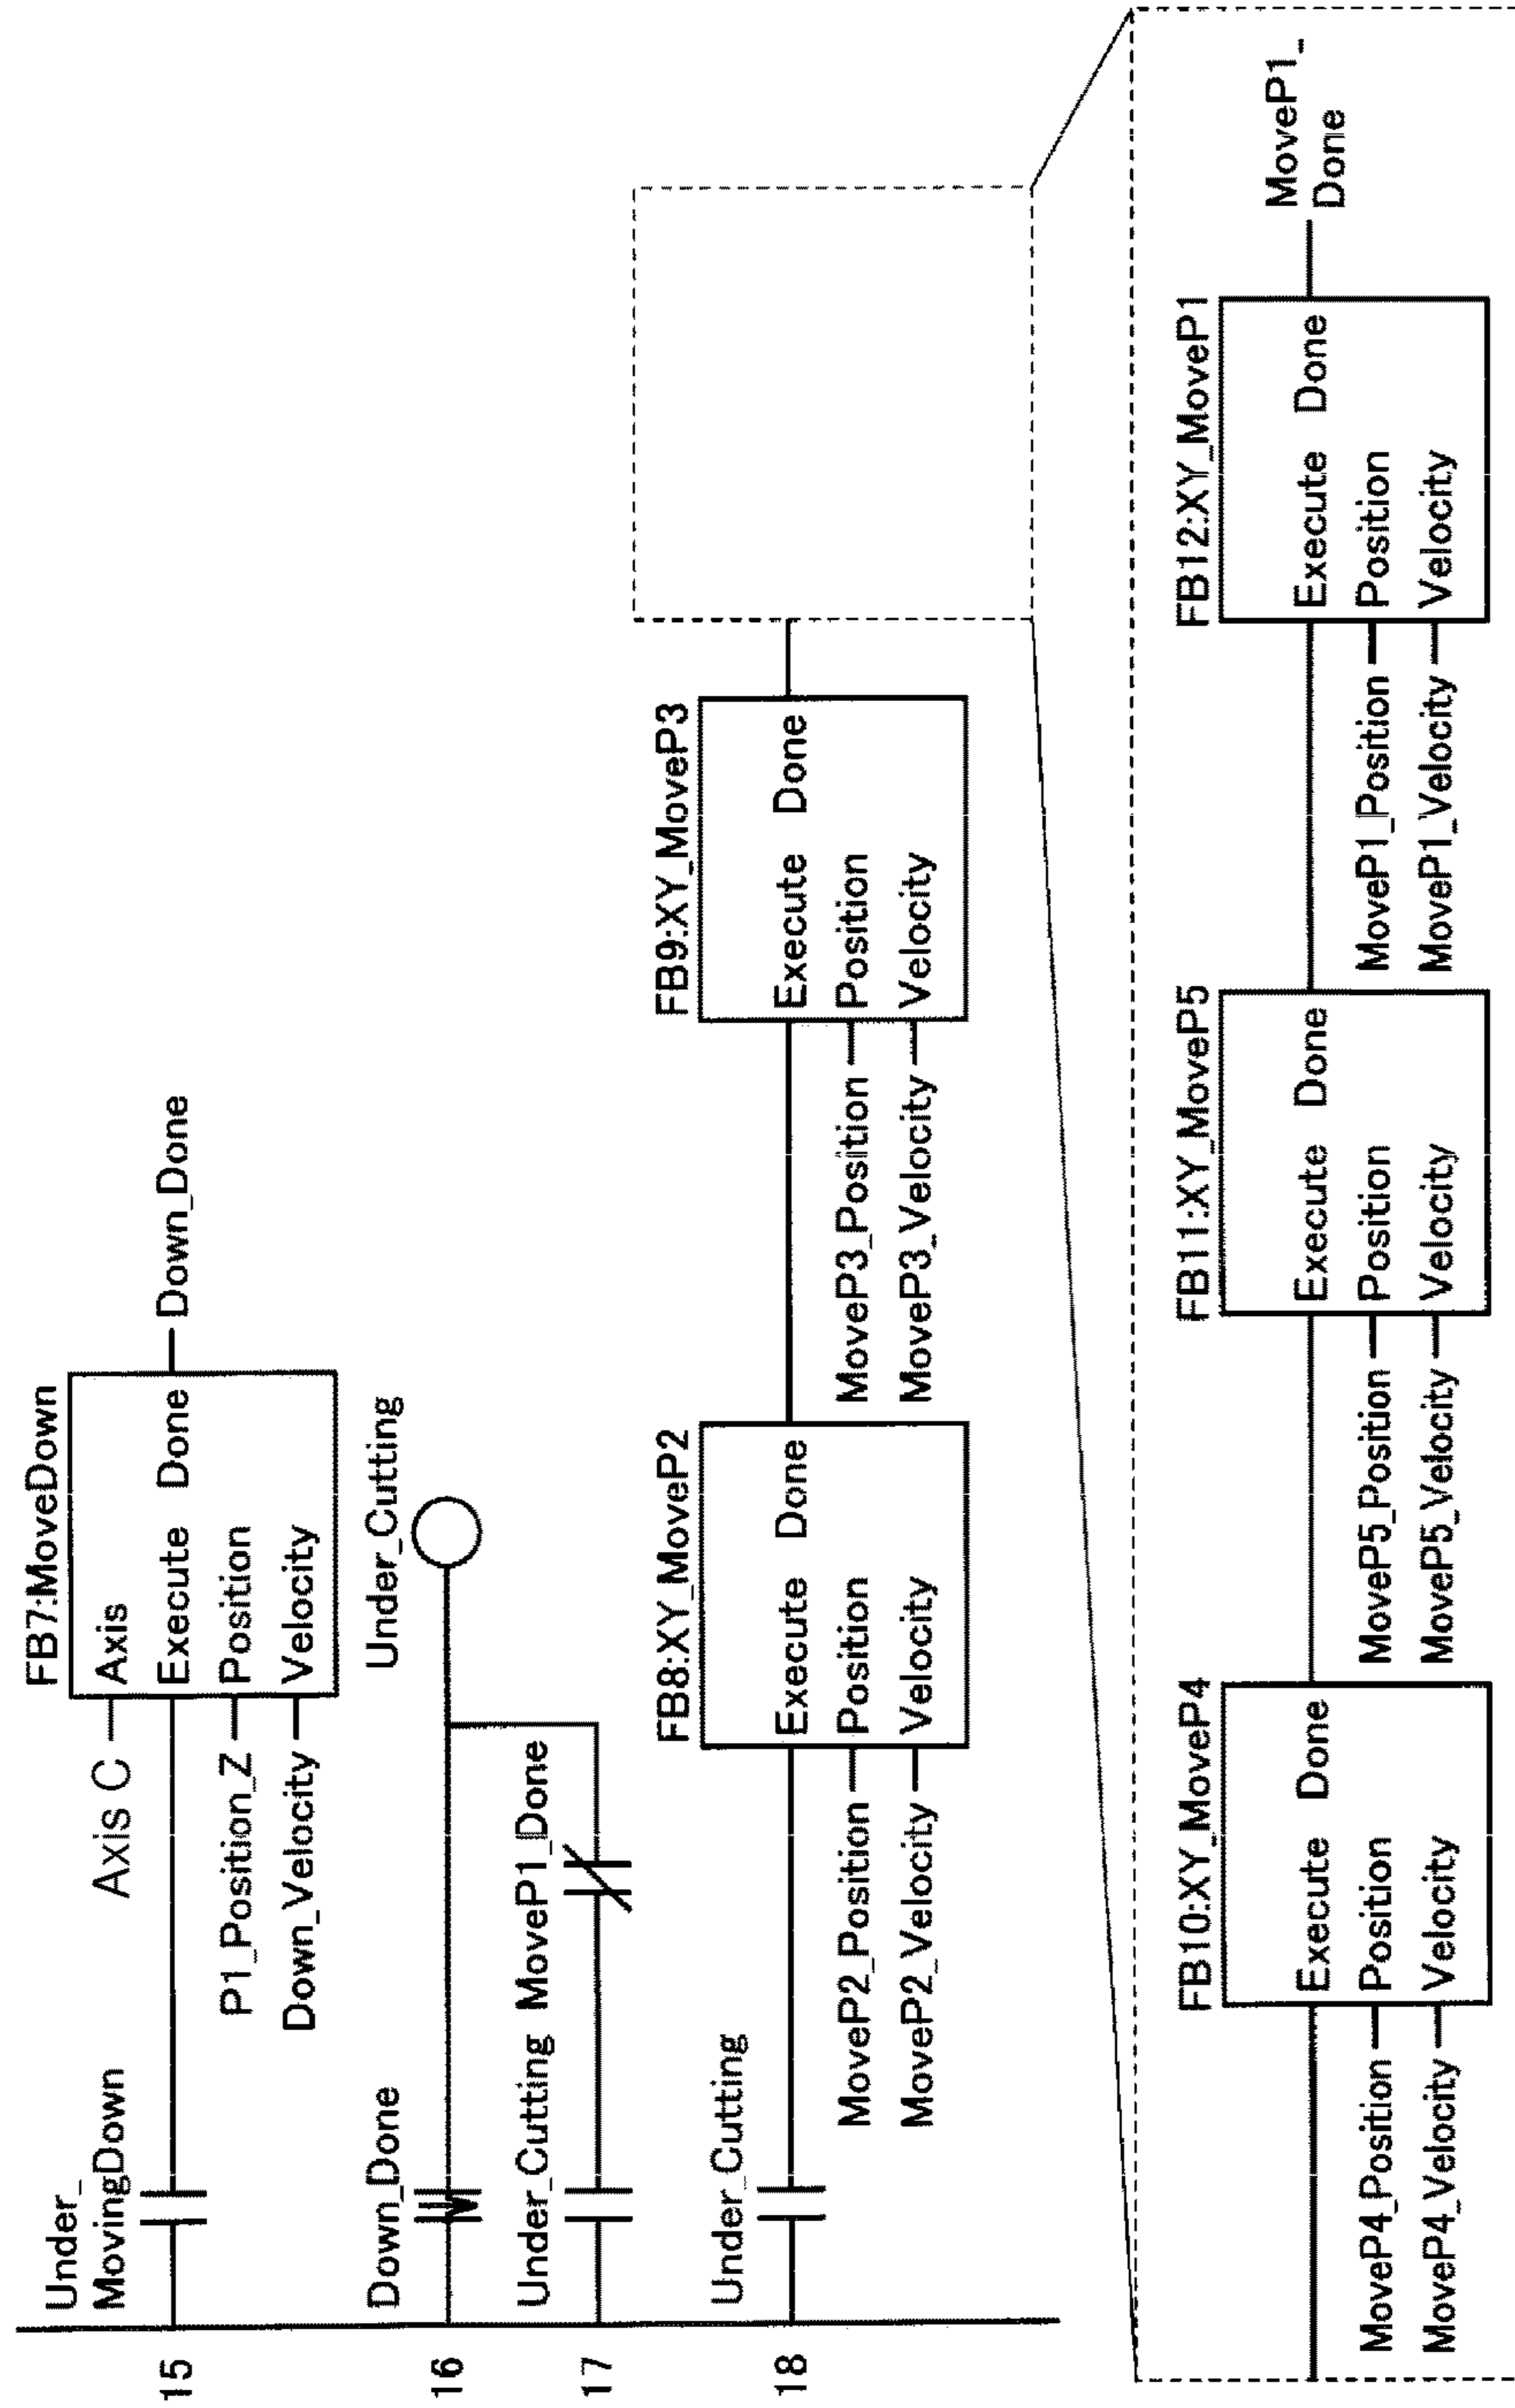 15
Under_
MovingDown
FB7:MoveDown
Axis C
Axis
Execute Done
Down_Done
P1_Position_Z
Position
Down_Velocity
Velocity
16
Down_Done
Under_Cutting
17
Under_Cutting MoveP1_Done
18
Under_Cutting
FB8:XY_MoveP2
Execute Done
MoveP2_Position
Position
MoveP2_Velocity
Velocity
FB9:XY_MoveP3
Execute Done
MoveP3_Position
Position
MoveP3_Velocity
Velocity
FB10:XY_MoveP4
Execute Done
MoveP4_Position
Position
MoveP4_Velocity
Velocity
FB11:XY_MoveP5
Execute Done
MoveP5_Position
Position
MoveP5_Velocity
Velocity
FB12:XY_MoveP1
Execute Done
MoveP1_Position
Position
MoveP1_Velocity
Velocity
MoveP1_
Done